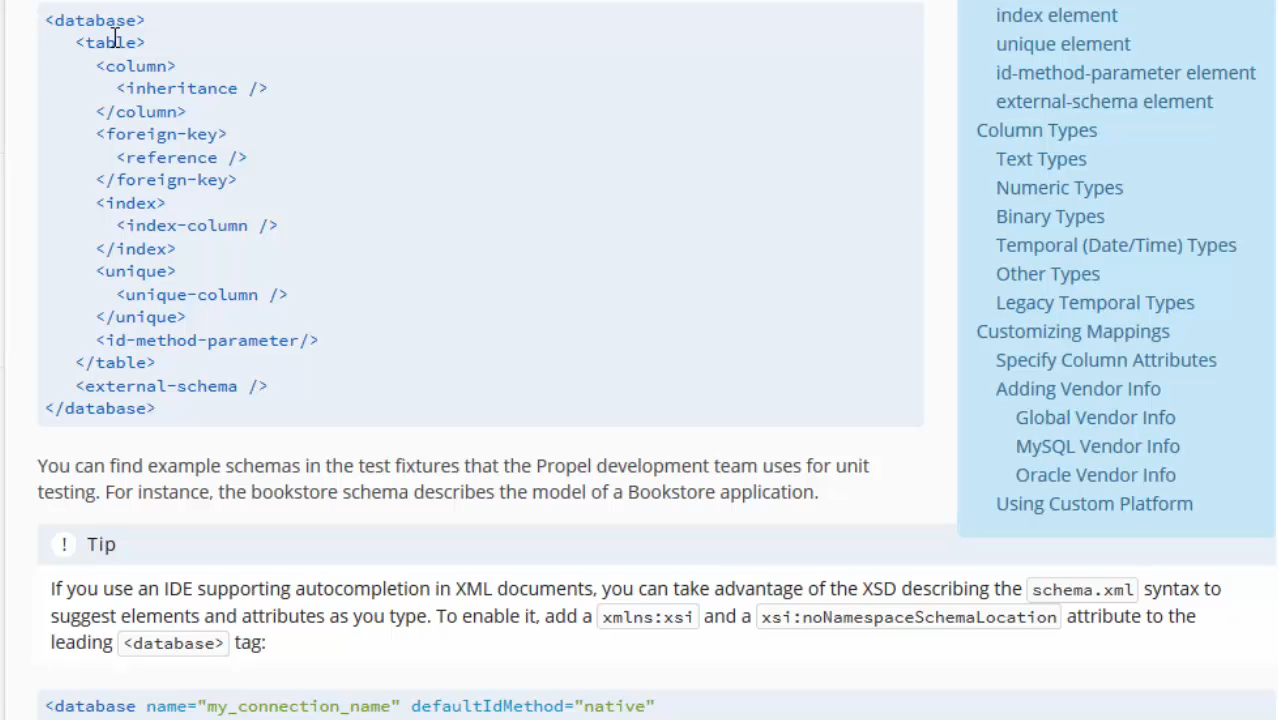 <database>
<table>
<column>
<inheritance />
</column>
<foreign-key>
<reference />
</foreign-key>
<index>
<index-column />
</index>
<unique>
<unique-column />
</unique>
<id-method-parameter/>
</table>
<external-schema />
</database>
You can find example schemas in the test fixtures that the Propel development team uses for unit
testing. For instance, the bookstore schema describes the model of a Bookstore application.
! Tip
If you use an IDE supporting autocompletion in XML documents, you can take advantage of the XSD describing the schema.xml syntax to
suggest elements and attributes as you type. To enable it, add a xmlns:xsi and a xsi:noNamespaceSchemaLocation attribute to the
leading <database> tag:
<database name="my_connection_name" defaultIdMethod="native"
index element
unique element
id-method-parameter element
external-schema element
Column Types
Text Types
Numeric Types
Binary Types
Temporal (Date/Time) Types
Other Types
Legacy Temporal Types
Customizing Mappings
Specify Column Attributes
Adding Vendor Info
Global Vendor Info
MySQL Vendor Info
Oracle Vendor Info
Using Custom Platform